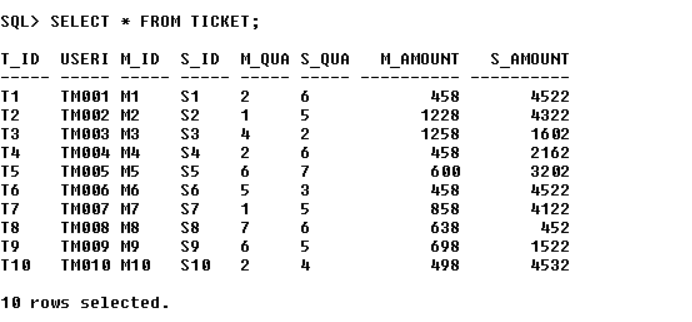 SQL> SELECT * FROM TICKET;
T_ID USERI M_ID S_ID M_QUA S_QUA M_AMOUNT S_AMOUNT
----- ----- ----- ----- ----- ----- ---------- ----------
T1 TM001 M1 S1 2 6 458 4522
T2 TM002 M2 S2 1 5 1228 4322
T3 TM003 M3 S3 4 2 1258 1602
T4 TM004 M4 S4 2 6 458 2162
T5 TM005 M5 S5 6 7 600 3202
T6 TM006 M6 S6 5 3 458 4522
T7 TM007 M7 S7 1 5 858 4122
T8 TM008 M8 S8 7 6 638 452
T9 TM009 M9 S9 6 5 698 1522
T10 TM010 M10 S10 2 4 498 4532
10 rows selected.